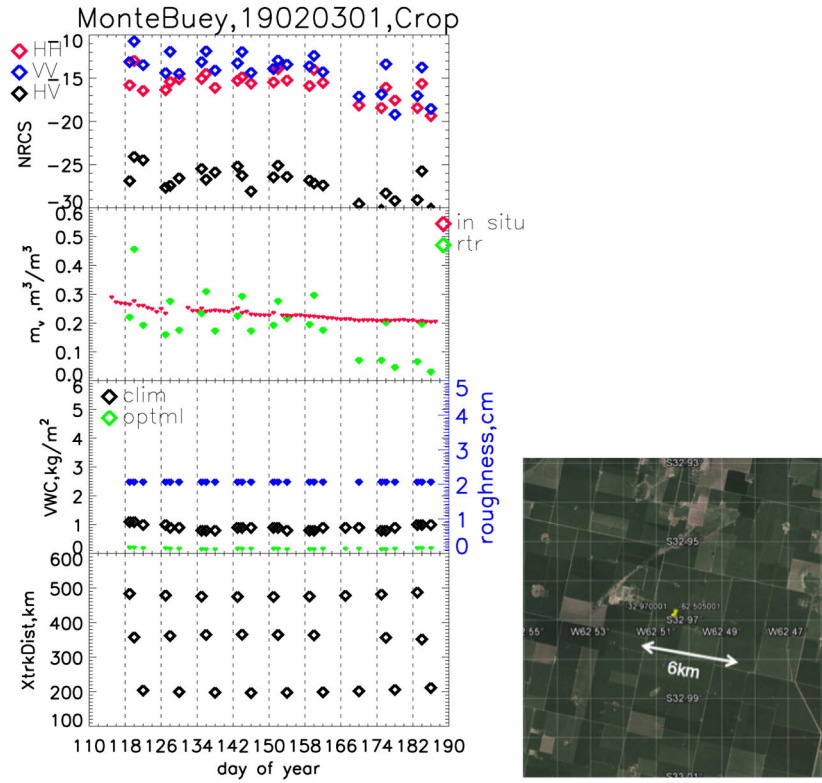 MonteBuey,19020301,Crop
HH
VV
HV
NRCS
-10
-15
-20
-25
-30
in situ
rtr
m_v ,m³/m³
0.6
0.5
0.4
0.3
0.2
0.1
0.0
clim
optml
VWC,kg/m²
6
5
4
3
2
1
0
roughness,cm
5
4
3
2
1
0
XtrkDist,km
600
500
400
300
200
100
110 118 126 134 142 150 158 166 174 182 190
day of year
S32.93
S32.95
-32.970001 -62.505001
S32.97
.55 W62.53 W62.51 W62.49 W62.47
6km
S32.99